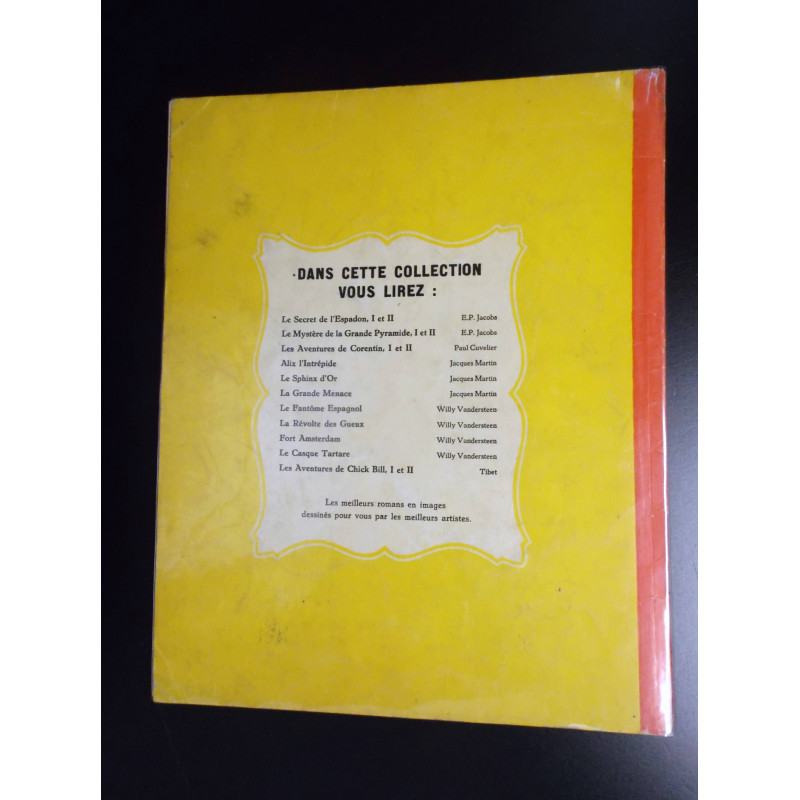 DANS CETTE COLLECTION
VOUS LIREZ :
Le Secret de l'Espadon, I et II E.P. Jacobs
Le Mystère de la Grande Pyramide, I et II E.P. Jacobs
Les Aventures de Corentin, I et II Paul Cuvelier
Alix l'Intrépide Jacques Martin
Le Sphinx d'Or Jacques Martin
La Grande Menace Jacques Martin
Le Fantôme Espagnol Willy Vandersteen
La Révolte des Gueux Willy Vandersteen
Fort Amsterdam Willy Vandersteen
Le Casque Tartare Willy Vandersteen
Les Aventures de Chick Bill, I et II Tibet
Les meilleurs romans en images
dessinés pour vous par les meilleurs artistes.